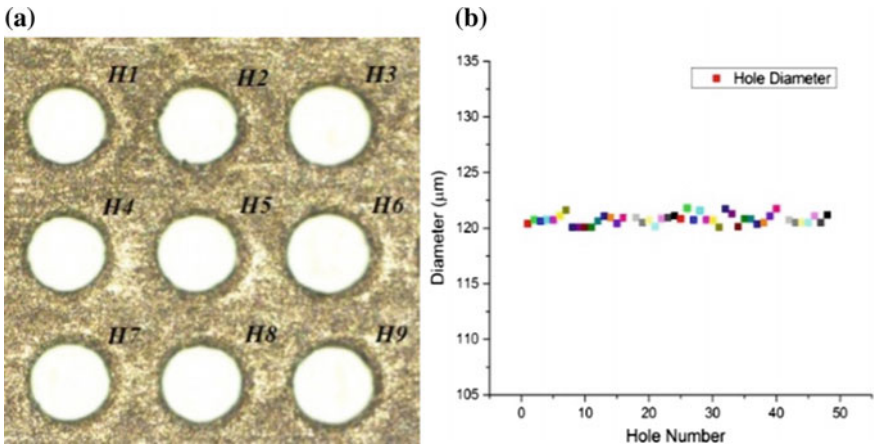 (a)
H1 H2 H3
H4 H5 H6
H7 H8 H9
(b)
Hole Diameter
135
130
125
120
115
110
105
Diameter (μm)
0 10 20 30 40 50
Hole Number